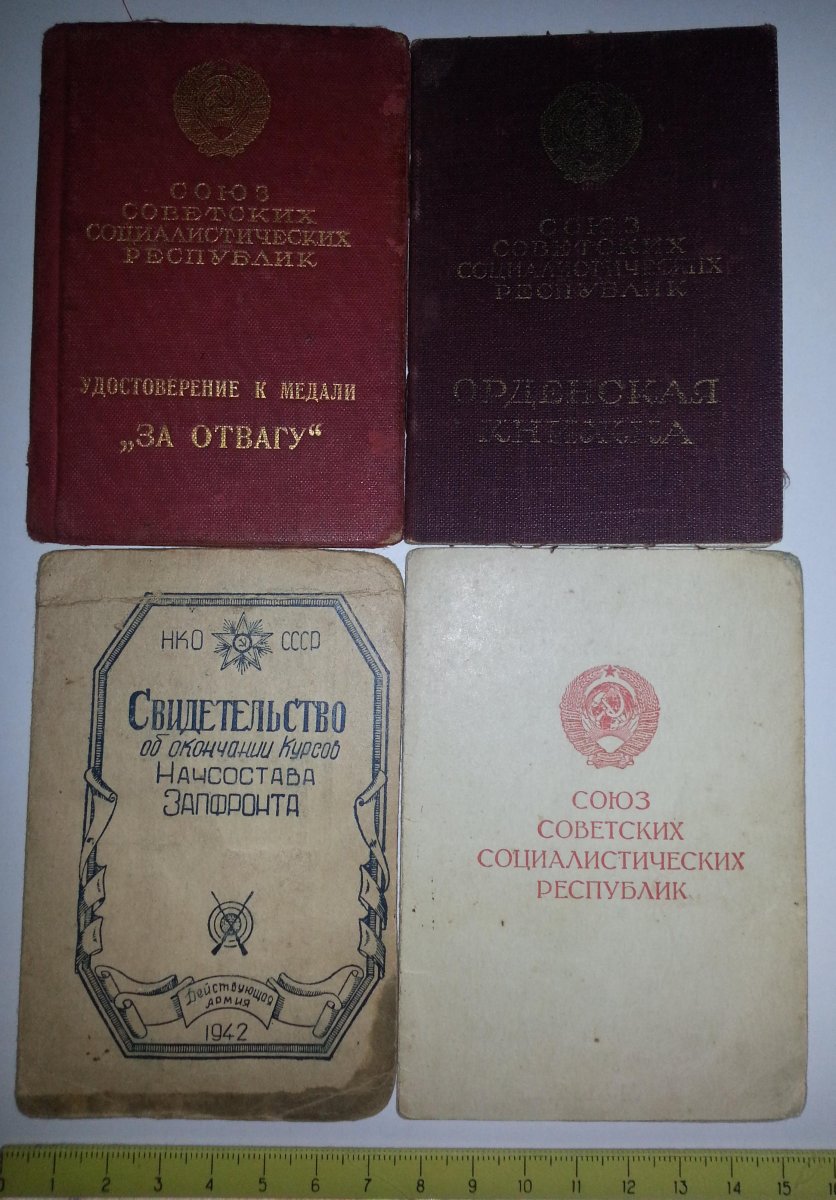 СОЮЗ
СОВЕТСКИХ
СОЦИАЛИСТИЧЕСКИХ
РЕСПУБЛИК
УДОСТОВЕРЕНИЕ К МЕДАЛИ
„ЗА ОТВАГУ“
СОЮЗ
СОВЕТСКИХ
СОЦИАЛИСТИЧЕСКИХ
РЕСПУБЛИК
ОРДЕНСКАЯ
КНИЖКА
НКО СССР
СВИДЕТЕЛЬСТВО
об окончании Курсов
НАЧСОСТАВА
ЗАПФРОНТА
Действующая
АРМИЯ
1942
СОЮЗ
СОВЕТСКИХ
СОЦИАЛИСТИЧЕСКИХ
РЕСПУБЛИК
0 1 2 3 4 5 6 7 8 9 10 11 12 13 14 15 16